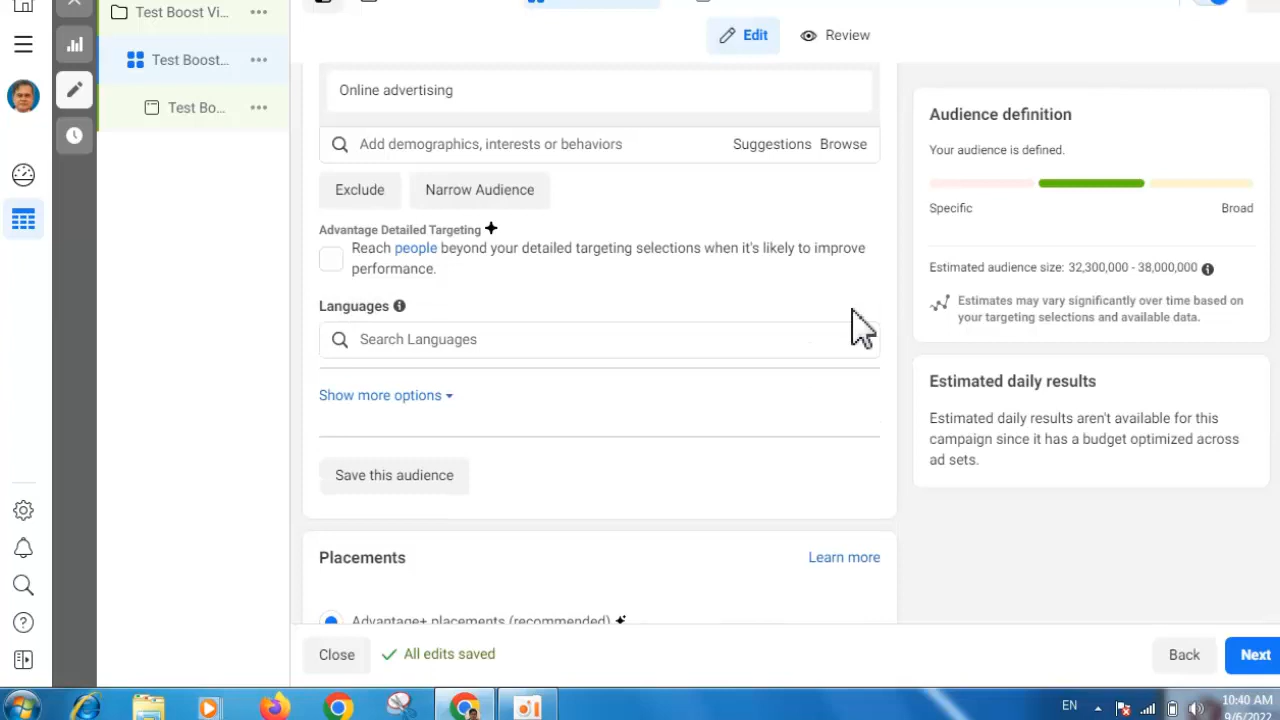 Test Boost Vi...
Test Boost...
Test Bo...
Edit
Review
Online advertising
Add demographics, interests or behaviors
Suggestions
Browse
Exclude
Narrow Audience
Advantage Detailed Targeting
Reach people beyond your detailed targeting selections when it's likely to improve
performance.
Languages
Search Languages
Show more options
Save this audience
Placements
Learn more
Advantage+ placements (recommended)
Close
All edits saved
Back
Next
Audience definition
Your audience is defined.
Specific
Broad
Estimated audience size: 32,300,000 - 38,000,000
Estimates may vary significantly over time based on
your targeting selections and available data.
Estimated daily results
Estimated daily results aren't available for this
campaign since it has a budget optimized across
ad sets.
EN
10:40 AM
9/6/2022